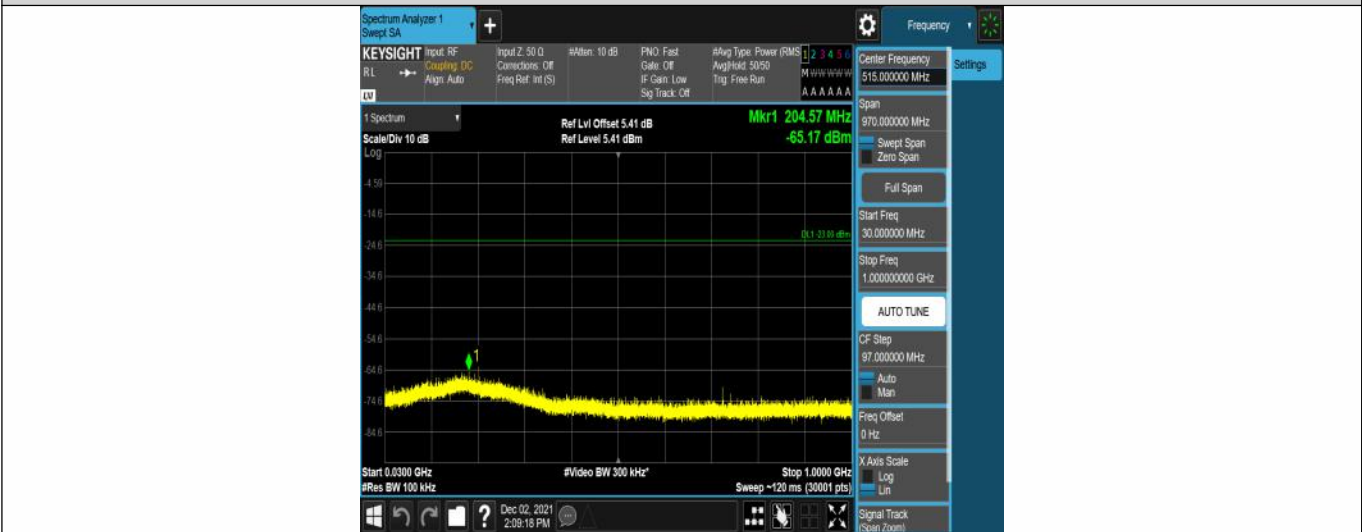 Spectrum Analyzer 1
Swept SA
Frequency
KEYSIGHT
RL
Input: RF
Coupling: DC
Align: Auto
Input Z: 50 Ω
Corrections: Off
Freq Ref: Int (S)
#Atten: 10 dB
PNO: Fast
Gate: Off
IF Gain: Low
Sig Track: Off
#Avg Type: Power (RMS
Avg|Hold: 50/50
Trig: Free Run
1 2 3 4 5 6
M W W W W W
A A A A A A
LXI
1 Spectrum
Scale/Div 10 dB
Log
Ref Lvl Offset 5.41 dB
Ref Level 5.41 dBm
Mkr1 204.57 MHz
-65.17 dBm
-4.59
-14.6
-24.6
-34.6
-44.6
-54.6
-64.6
-74.6
-84.6
1
Start 0.0300 GHz
#Res BW 100 kHz
#Video BW 300 kHz*
Stop 1.0000 GHz
Sweep ~120 ms (30001 pts)
?
Dec 02, 2021
2:09:18 PM
Center Frequency
515.000000 MHz
Settings
Span
970.000000 MHz
Swept Span
Zero Span
Full Span
Start Freq
30.000000 MHz
Stop Freq
1.000000000 GHz
AUTO TUNE
CF Step
97.000000 MHz
Auto
Man
Freq Offset
0 Hz
X Axis Scale
Log
Lin
Signal Track
(Span Zoom)